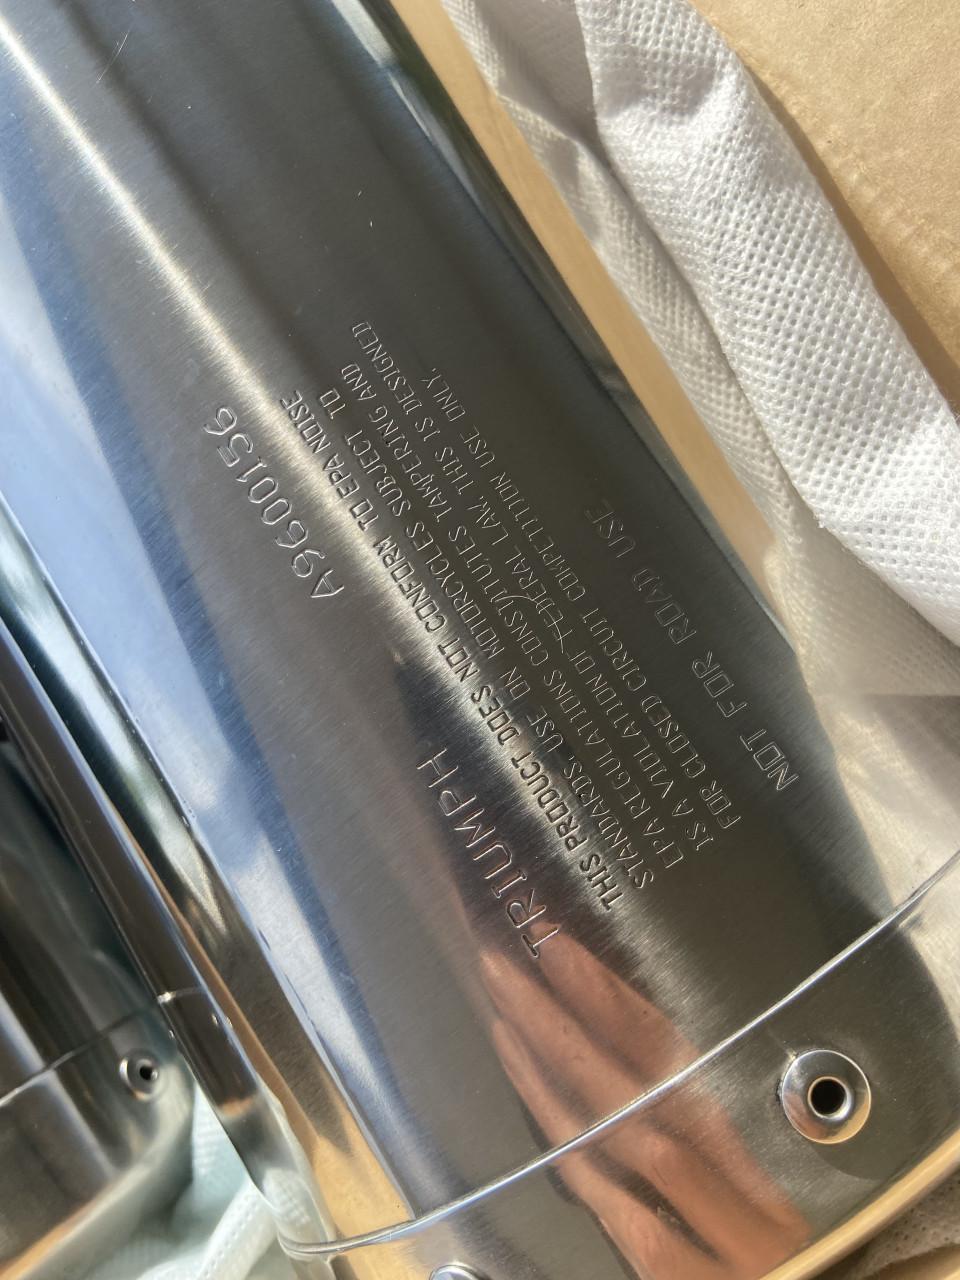 TRIUMPH A9600156
THIS PRODUCT DOES NOT CONFORM TO EPA NOISE
STANDARDS. USE ON MOTORCYCLES SUBJECT TO
EPA REGULATIONS CONSTITUTES TAMPERING AND
IS A VIOLATION OF FEDERAL LAW. THIS IS DESIGNED
FOR CLOSED CIRCUIT COMPETITION USE ONLY.
NOT FOR ROAD USE